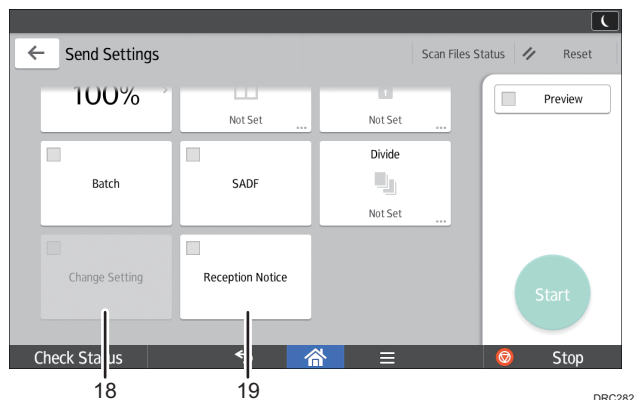 Send Settings
Scan Files Status
Reset
100%
Not Set
Not Set
Preview
Batch
SADF
Divide
Not Set
Change Setting
Reception Notice
Start
Check Status
Stop
18
19
DRC282